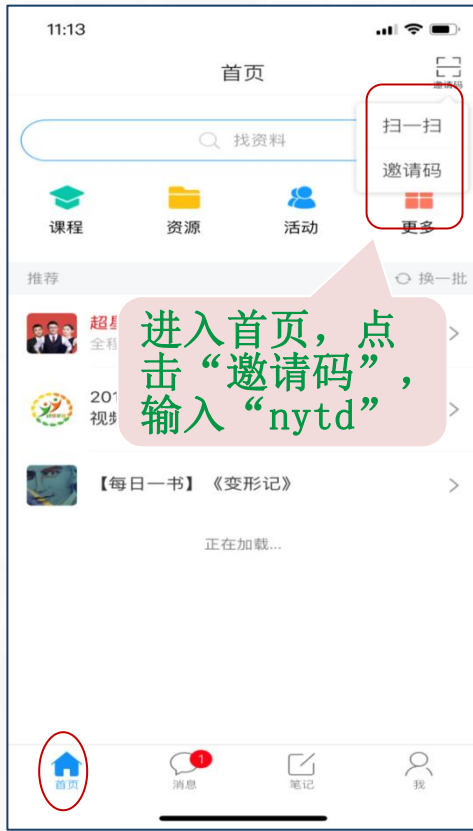 11:13
首页
邀请码
扫一扫
邀请码
找资料
课程
资源
活动
更多
推荐
换一批
超星
全程
进入首页，点
击“邀请码”，
输入“nytd”
201
视频
【每日一书】《变形记》
正在加载...
首页
1
消息
笔记
我